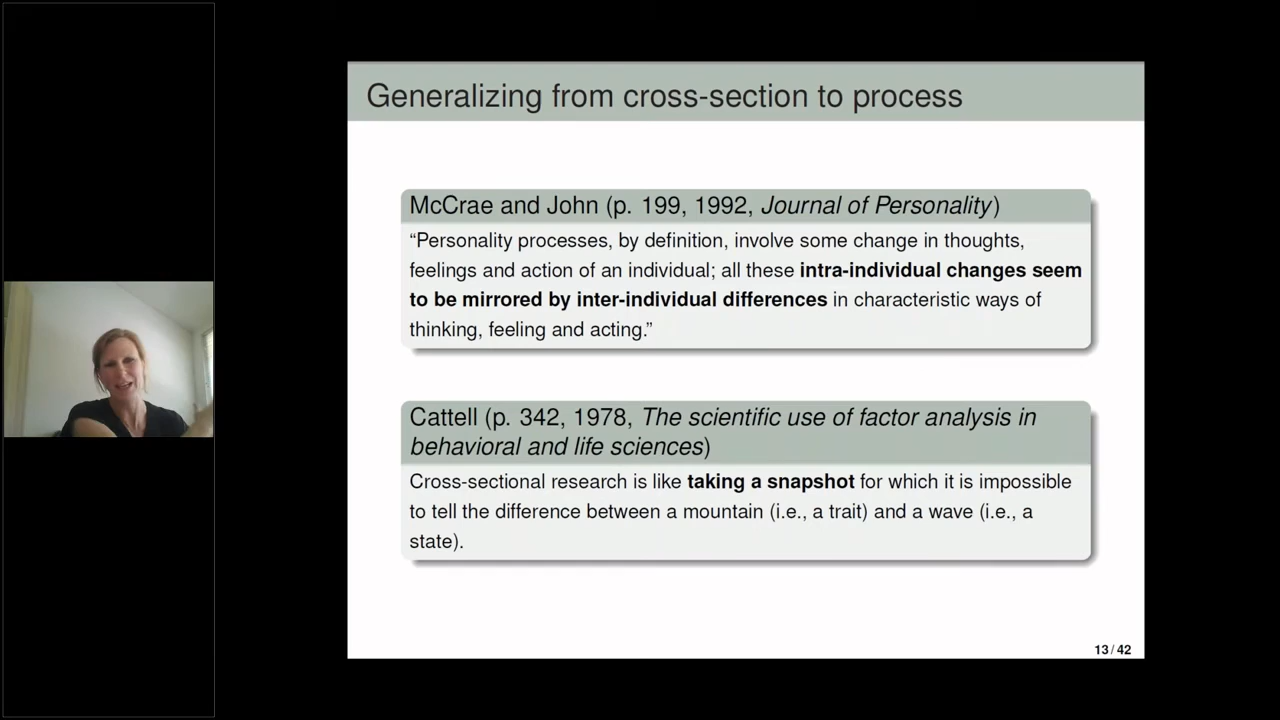 Generalizing from cross-section to process
McCrae and John (p. 199, 1992, Journal of Personality)
“Personality processes, by definition, involve some change in thoughts,
feelings and action of an individual; all these intra-individual changes seem
to be mirrored by inter-individual differences in characteristic ways of
thinking, feeling and acting.”
Cattell (p. 342, 1978, The scientific use of factor analysis in
behavioral and life sciences)
Cross-sectional research is like taking a snapshot for which it is impossible
to tell the difference between a mountain (i.e., a trait) and a wave (i.e., a
state).
13 / 42